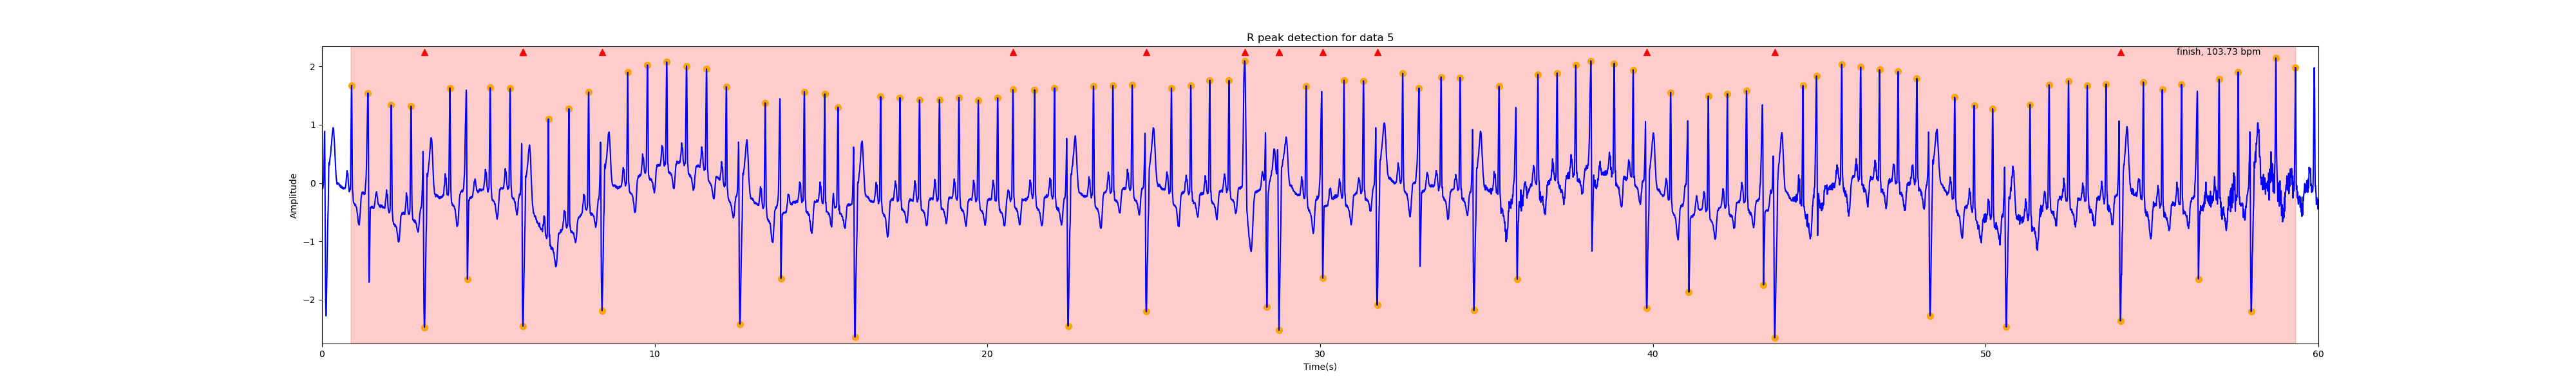 R peak detection for data 5
finish, 103.73 bpm
Amplitude
2
1
0
−1
−2
0 10 20 30 40 50 60
Time(s)